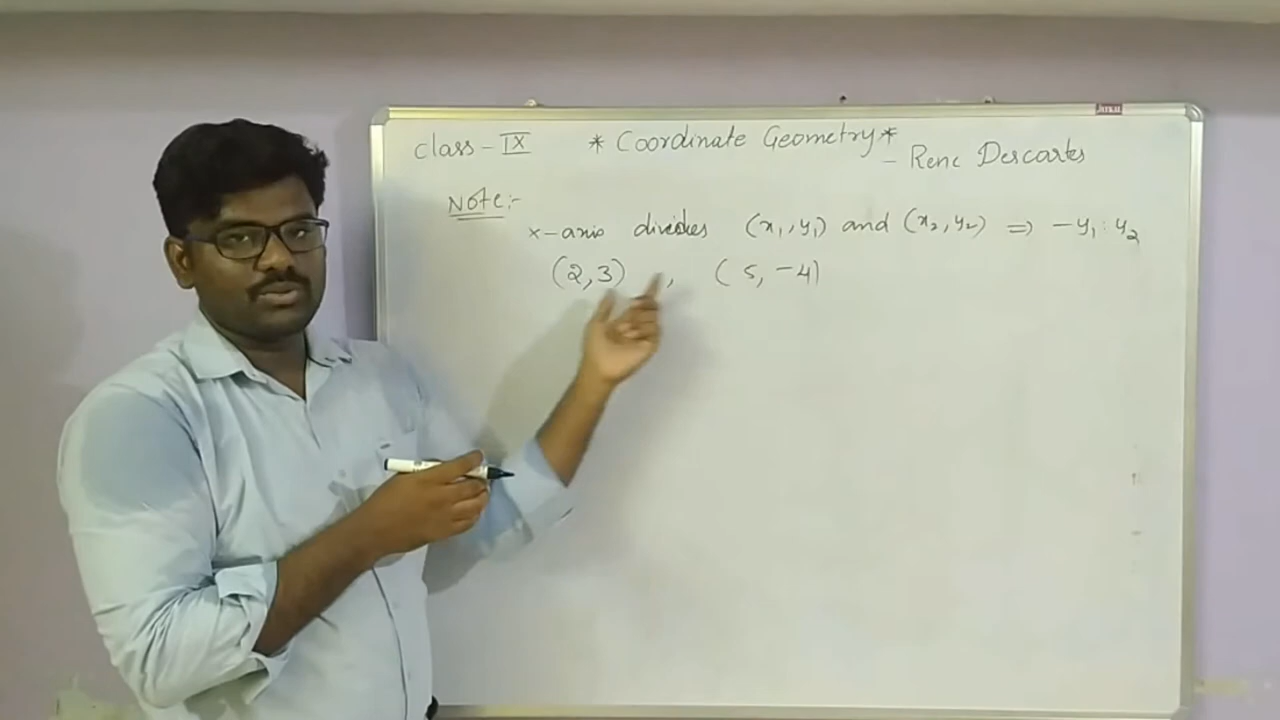 class - IX * Coordinate Geometry *
- Rene Descartes
Note:-
x-axis divides (x₁, y₁) and (x₂, y₂) ⇒ -y₁ : y₂
(2,3) , (5, -4)